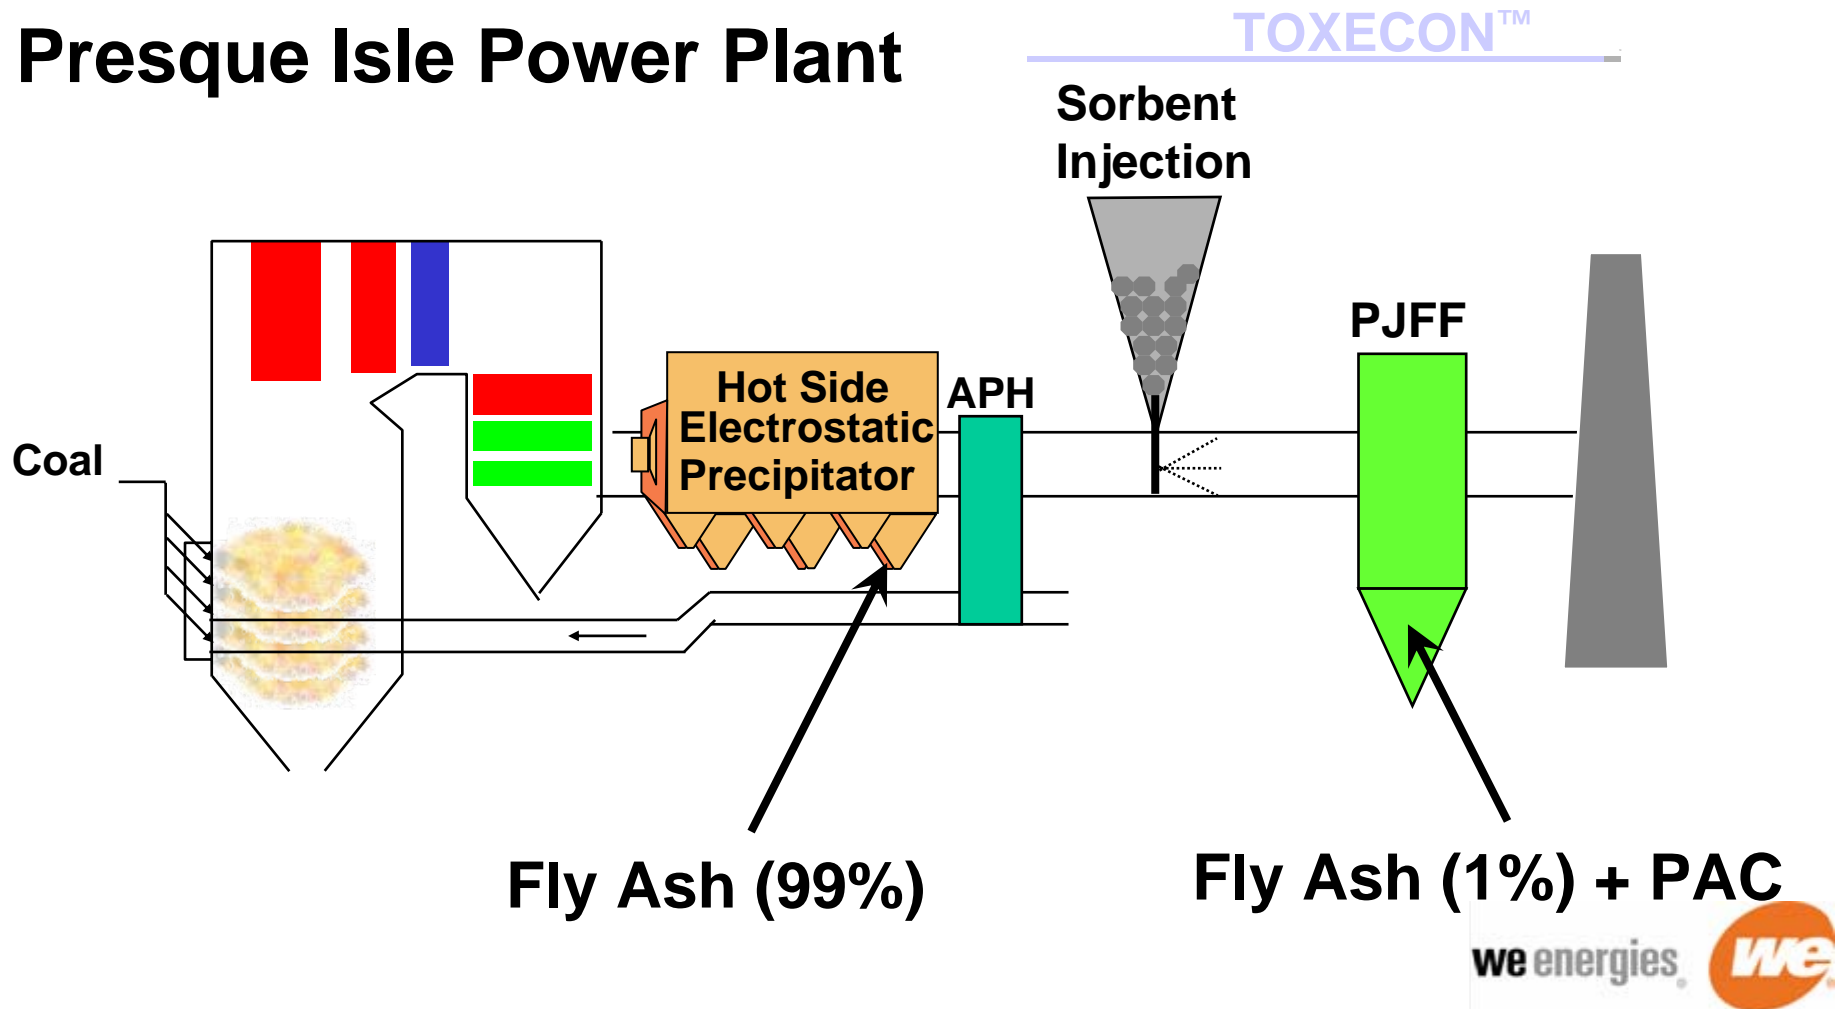 Presque Isle Power Plant
TOXECON™
Sorbent
Injection
PJFF
Hot Side
Electrostatic
Precipitator
APH
Coal
Fly Ash (99%)
Fly Ash (1%) + PAC
we energies
we